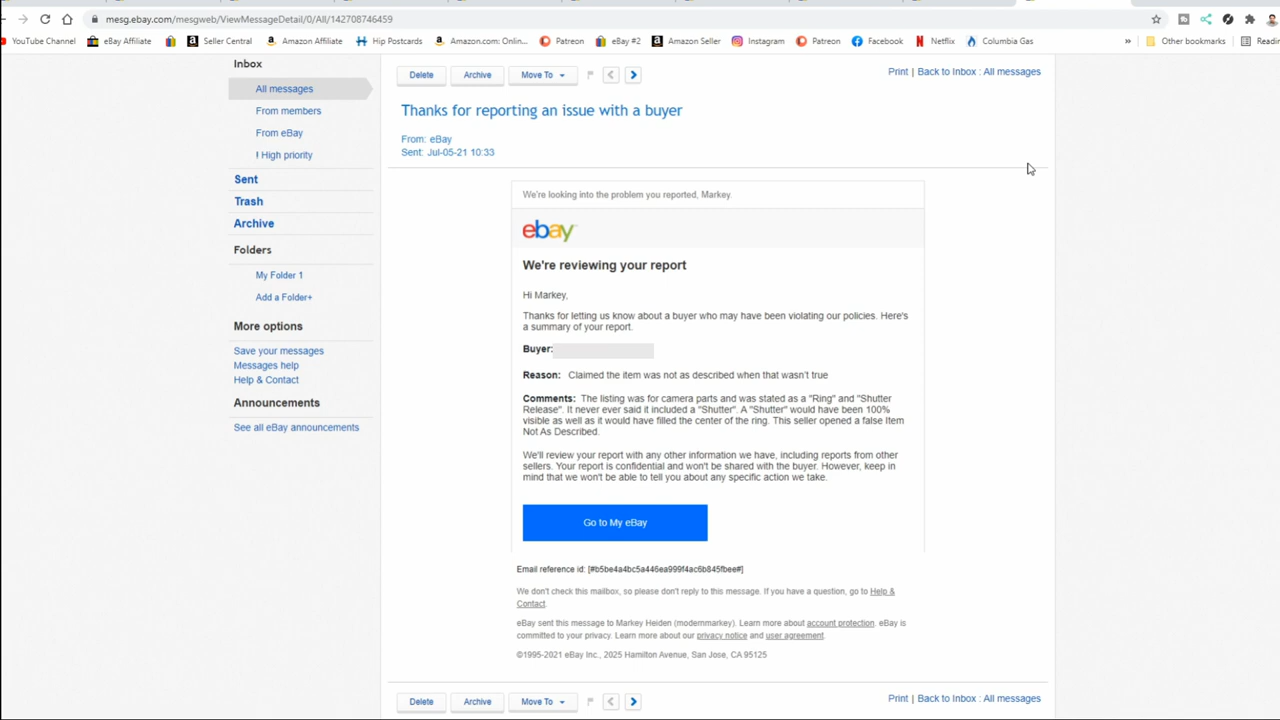 mesg.ebay.com/mesgweb/ViewMessageDetail/0/All/142708746459
YouTube Channel eBay Affiliate Seller Central Amazon Affiliate Hip Postcards Amazon.com: Onlin... Patreon eBay #2 Amazon Seller Instagram Patreon Facebook Netflix Columbia Gas » Other bookmarks
Inbox
All messages
From members
From eBay
! High priority
Sent
Trash
Archive
Folders
My Folder 1
Add a Folder+
More options
Save your messages
Messages help
Help & Contact
Announcements
See all eBay announcements
Delete Archive Move To Print | Back to Inbox : All messages
Thanks for reporting an issue with a buyer
From: eBay
Sent: Jul-05-21 10:33
We're looking into the problem you reported, Markey.
ebay
We're reviewing your report
Hi Markey,
Thanks for letting us know about a buyer who may have been violating our policies. Here's
a summary of your report.
Buyer:
Reason: Claimed the item was not as described when that wasn't true
Comments: The listing was for camera parts and was stated as a "Ring" and "Shutter
Release". It never ever said it included a "Shutter". A "Shutter" would have been 100%
visible as well as it would have filled the center of the ring. This seller opened a false Item
Not As Described.
We'll review your report with any other information we have, including reports from other
sellers. Your report is confidential and won't be shared with the buyer. However, keep in
mind that we won't be able to tell you about any specific action we take.
Go to My eBay
Email reference id: [#b5be4a4bc5a446ea999f4ac6b845fbee#]
We don't check this mailbox, so please don't reply to this message. If you have a question, go to Help &
Contact.
eBay sent this message to Markey Heiden (modernmarkey). Learn more about account protection. eBay is
committed to your privacy. Learn more about our privacy notice and user agreement.
©1995-2021 eBay Inc., 2025 Hamilton Avenue, San Jose, CA 95125
Delete Archive Move To Print | Back to Inbox : All messages